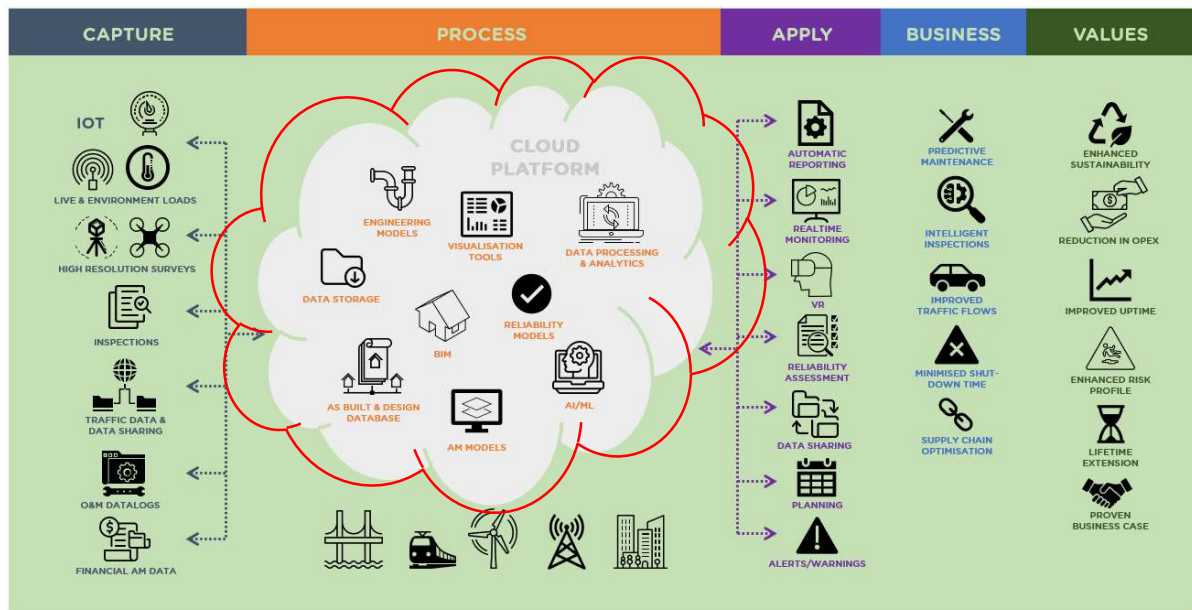 CAPTURE
PROCESS
APPLY
BUSINESS
VALUES
IOT
LIVE & ENVIRONMENT LOADS
HIGH RESOLUTION SURVEYS
INSPECTIONS
TRAFFIC DATA &
DATA SHARING
O&M DATALOGS
FINANCIAL AM DATA
CLOUD
PLATFORM
ENGINEERING
MODELS
VISUALISATION
TOOLS
DATA PROCESSING
& ANALYTICS
DATA STORAGE
BIM
RELIABILITY
MODELS
AS BUILT & DESIGN
DATABASE
AM MODELS
AI/ML
AUTOMATIC
REPORTING
REALTIME
MONITORING
VR
RELIABILITY
ASSESSMENT
DATA SHARING
PLANNING
ALERTS/WARNINGS
PREDICTIVE
MAINTENANCE
INTELLIGENT
INSPECTIONS
IMPROVED
TRAFFIC FLOWS
MINIMISED SHUT-
DOWN TIME
SUPPLY CHAIN
OPTIMISATION
ENHANCED
SUSTAINABILITY
REDUCTION IN OPEX
IMPROVED UPTIME
ENHANCED RISK
PROFILE
LIFETIME
EXTENSION
PROVEN
BUSINESS CASE